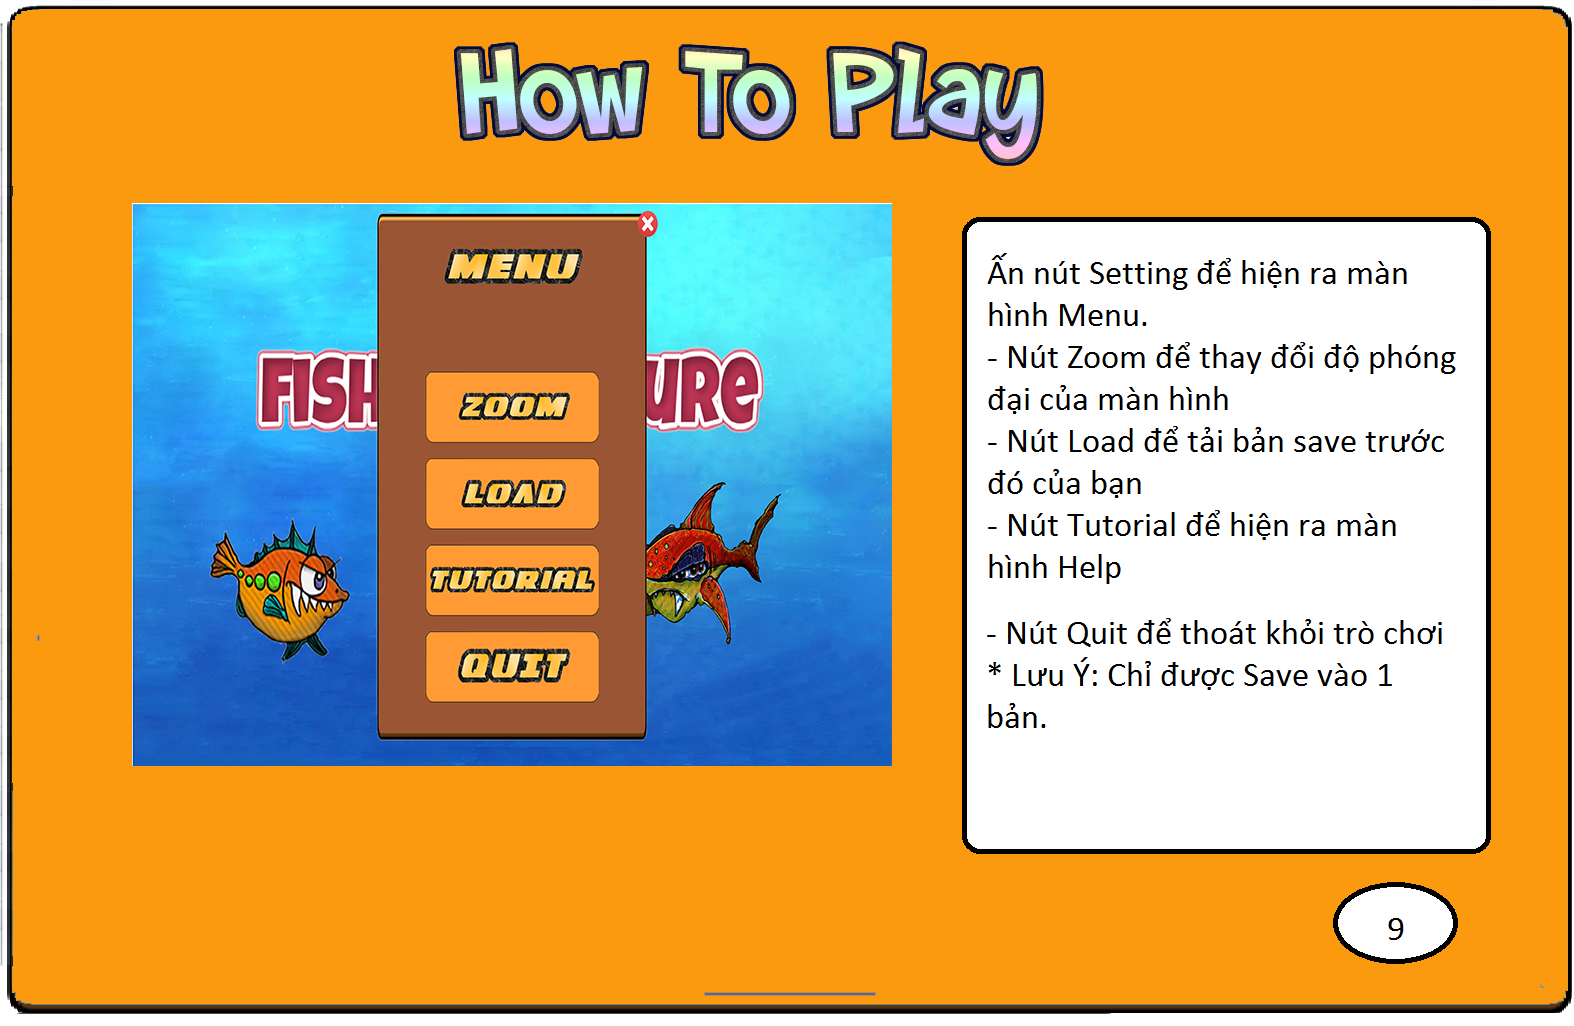 How To Play
MENU
FISH URE
ZOOM
LOAD
TUTORIAL
QUIT
Ấn nút Setting để hiện ra màn
hình Menu.
- Nút Zoom để thay đổi độ phóng
đại của màn hình
- Nút Load để tải bản save trước
đó của bạn
- Nút Tutorial để hiện ra màn
hình Help
- Nút Quit để thoát khỏi trò chơi
* Lưu Ý: Chỉ được Save vào 1
bản.
9